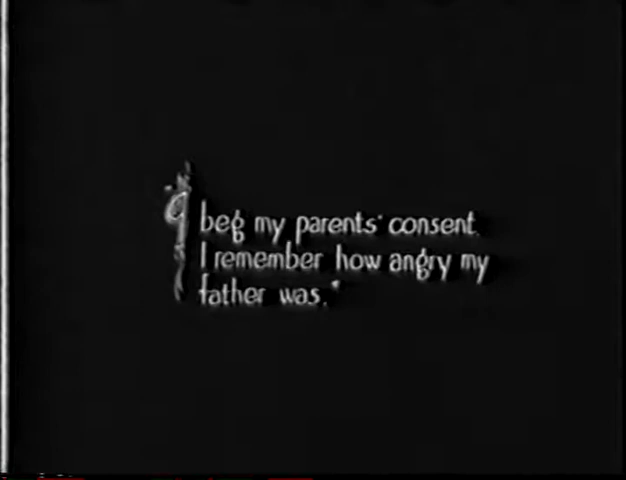 I beg my parents' consent.
I remember how angry my
father was."